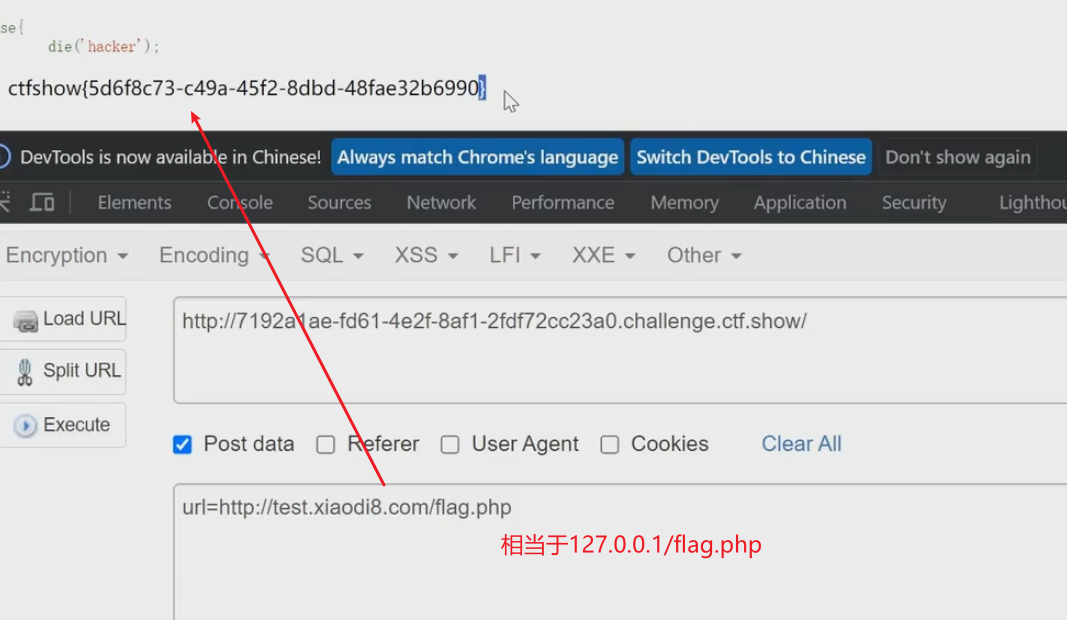 se{
die('hacker');
ctfshow{5d6f8c73-c49a-45f2-8dbd-48fae32b6990}
DevTools is now available in Chinese! Always match Chrome's language Switch DevTools to Chinese Don't show again
Elements Console Sources Network Performance Memory Application Security Lighthou
Encryption Encoding SQL XSS LFI XXE Other
Load URL
http://7192a1ae-fd61-4e2f-8af1-2fdf72cc23a0.challenge.ctf.show/
Split URL
Execute
Post data Referer User Agent Cookies Clear All
url=http://test.xiaodi8.com/flag.php
相当于127.0.0.1/flag.php